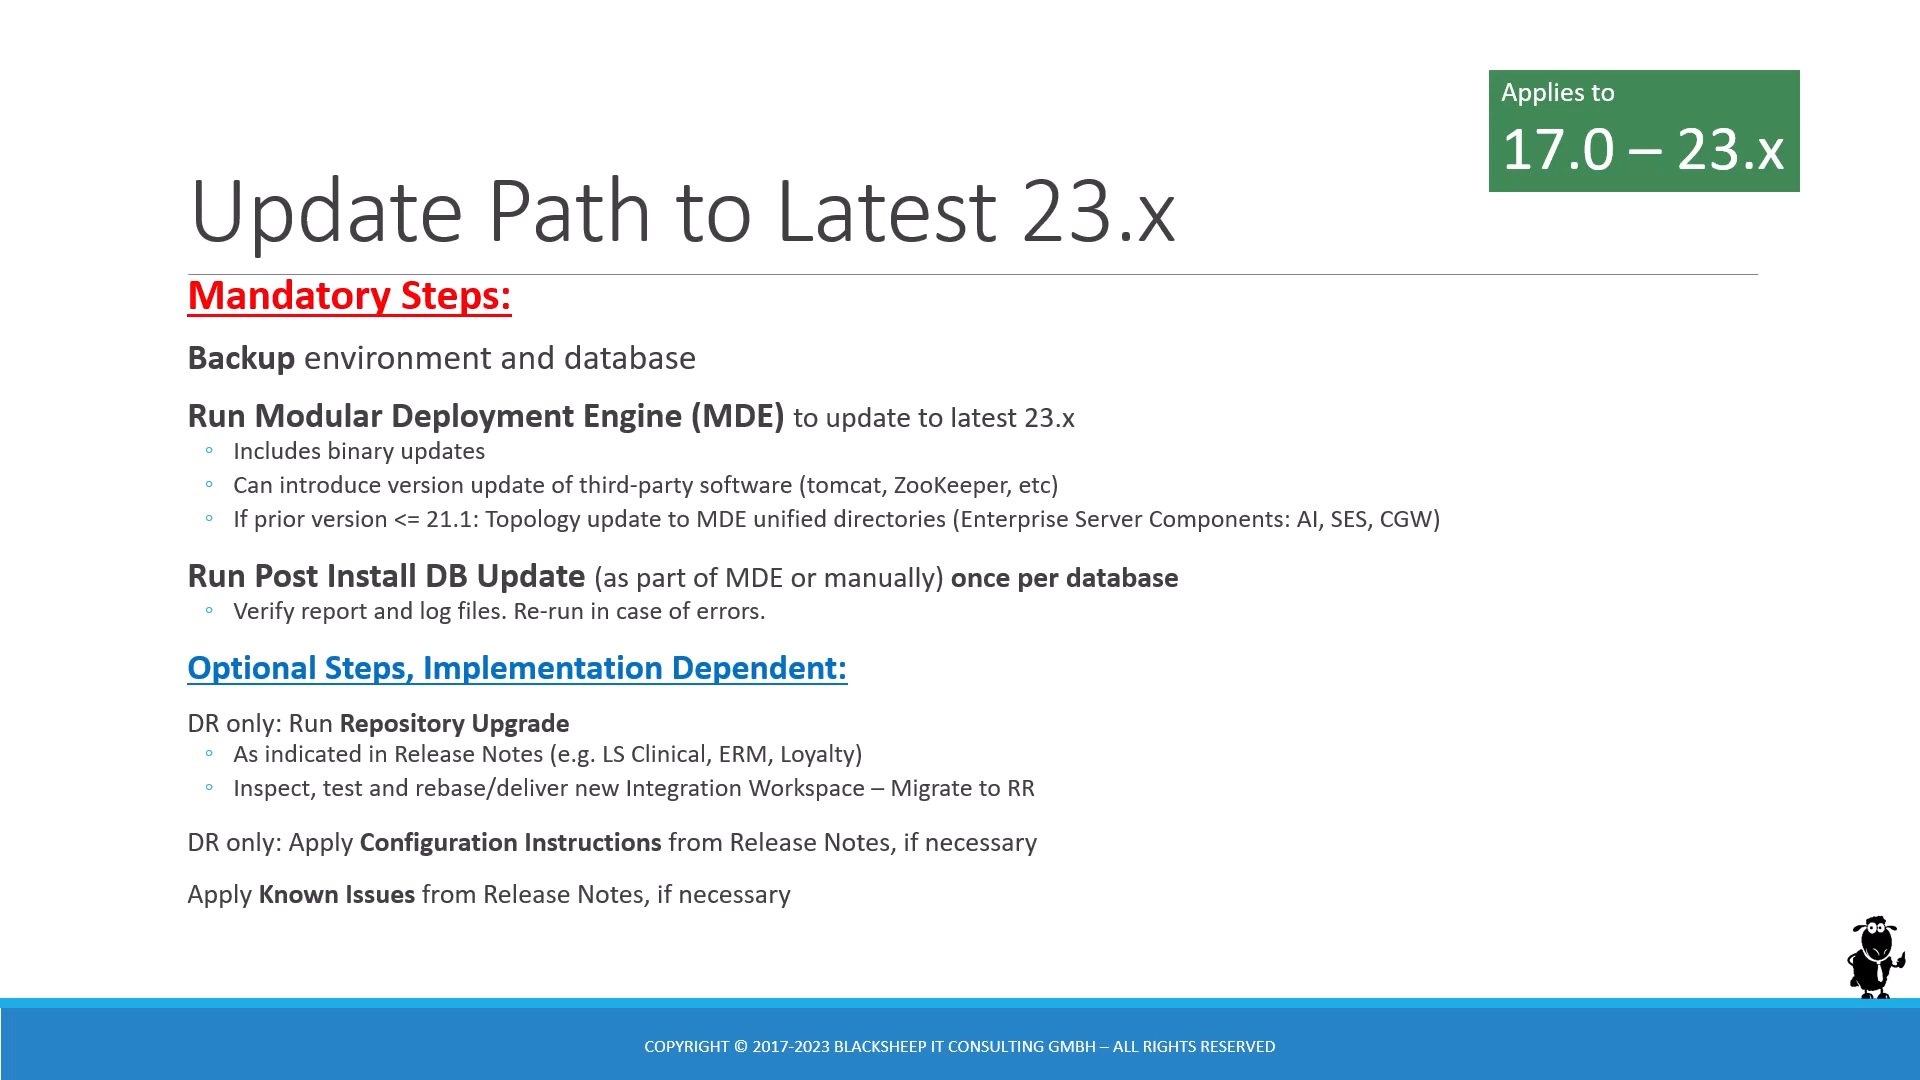 Applies to
17.0 – 23.x
Update Path to Latest 23.x
Mandatory Steps:
Backup environment and database
Run Modular Deployment Engine (MDE) to update to latest 23.x
◦ Includes binary updates
◦ Can introduce version update of third-party software (tomcat, ZooKeeper, etc)
◦ If prior version <= 21.1: Topology update to MDE unified directories (Enterprise Server Components: AI, SES, CGW)
Run Post Install DB Update (as part of MDE or manually) once per database
◦ Verify report and log files. Re-run in case of errors.
Optional Steps, Implementation Dependent:
DR only: Run Repository Upgrade
◦ As indicated in Release Notes (e.g. LS Clinical, ERM, Loyalty)
◦ Inspect, test and rebase/deliver new Integration Workspace – Migrate to RR
DR only: Apply Configuration Instructions from Release Notes, if necessary
Apply Known Issues from Release Notes, if necessary
COPYRIGHT © 2017-2023 BLACKSHEEP IT CONSULTING GMBH – ALL RIGHTS RESERVED